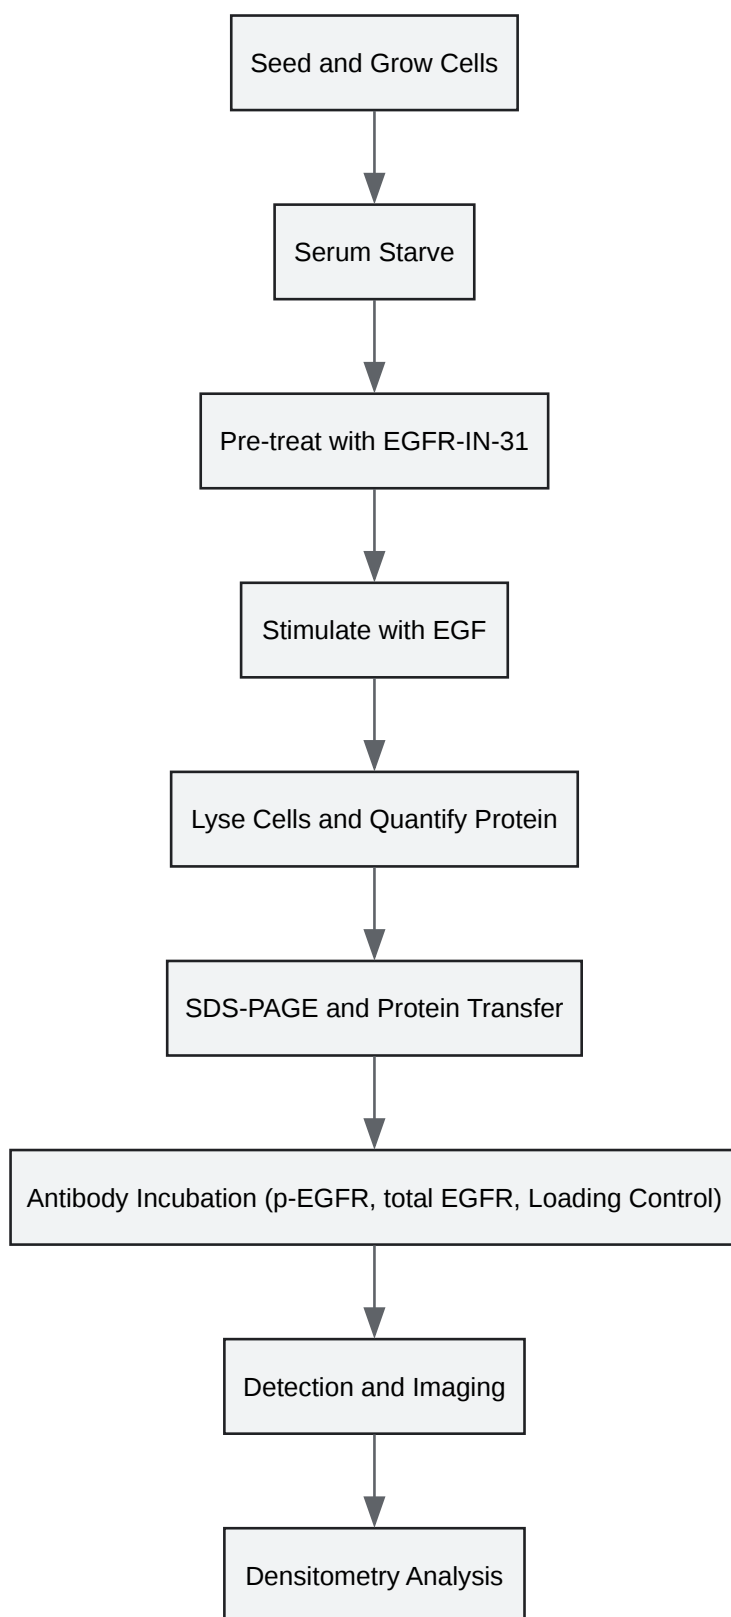 Seed and Grow Cells
Serum Starve
Pre-treat with EGFR-IN-31
Stimulate with EGF
Lyse Cells and Quantify Protein
SDS-PAGE and Protein Transfer
Antibody Incubation (p-EGFR, total EGFR, Loading Control)
Detection and Imaging
Densitometry Analysis